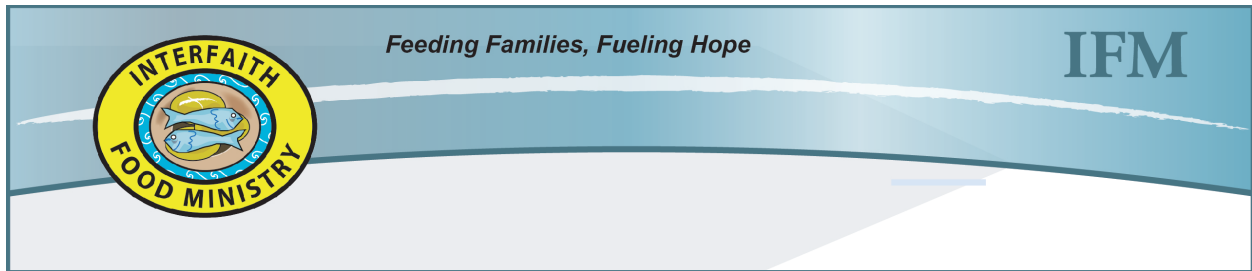 Feeding Families, Fueling Hope
IFM
INTERFAITH
FOOD MINISTRY